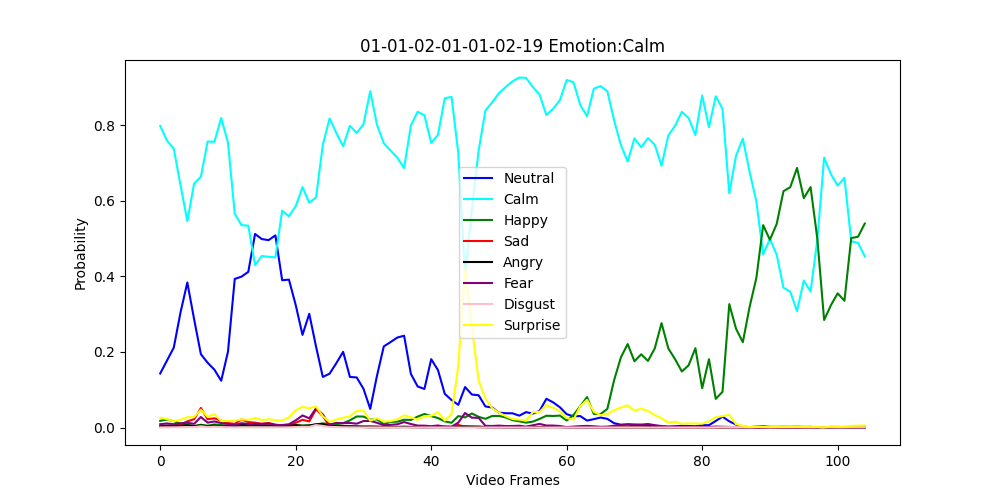 01-01-02-01-01-02-19 Emotion:Calm
Probability
0.8
0.6
0.4
0.2
0.0
Neutral
Calm
Happy
Sad
Angry
Fear
Disgust
Surprise
0 20 40 60 80 100
Video Frames